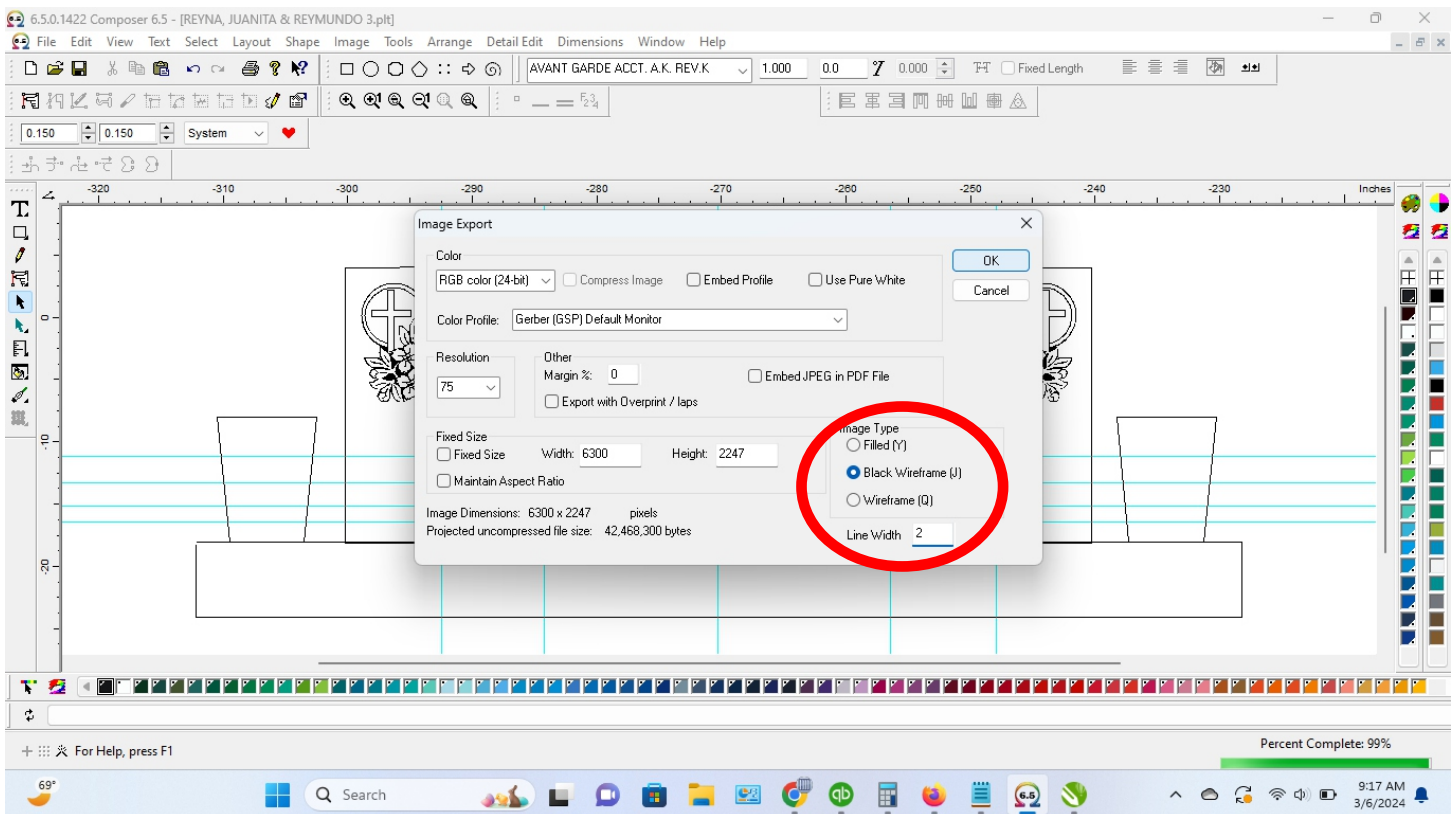 6.5.0.1422 Composer 6.5 - [REYNA, JUANITA & REYMUNDO 3.plt]
File Edit View Text Select Layout Shape Image Tools Arrange Detail Edit Dimensions Window Help
AVANT GARDE ACCT. A.K. REV.K 1.000 0.0 0.000 Fixed Length
0.150 0.150 System
-320 -310 -300 -290 -280 -270 -260 -250 -240 -230 Inches
Image Export
Color
OK
RGB color (24-bit) Compress Image Embed Profile Use Pure White
Cancel
Color Profile: Gerber (GSP) Default Monitor
0
Resolution Other
75 Margin %: 0 Embed JPEG in PDF File
Export with Overprint / laps
Image Type
Fixed Size Filled (Y)
-10
Fixed Size Width: 6300 Height: 2247
Black Wireframe (J)
Maintain Aspect Ratio
Wireframe (Q)
Image Dimensions: 6300 x 2247 pixels
Projected uncompressed file size: 42,468,300 bytes
Line Width 2
-20
For Help, press F1
Percent Complete: 99%
69°
Search
qb
6.5
9:17 AM
3/6/2024